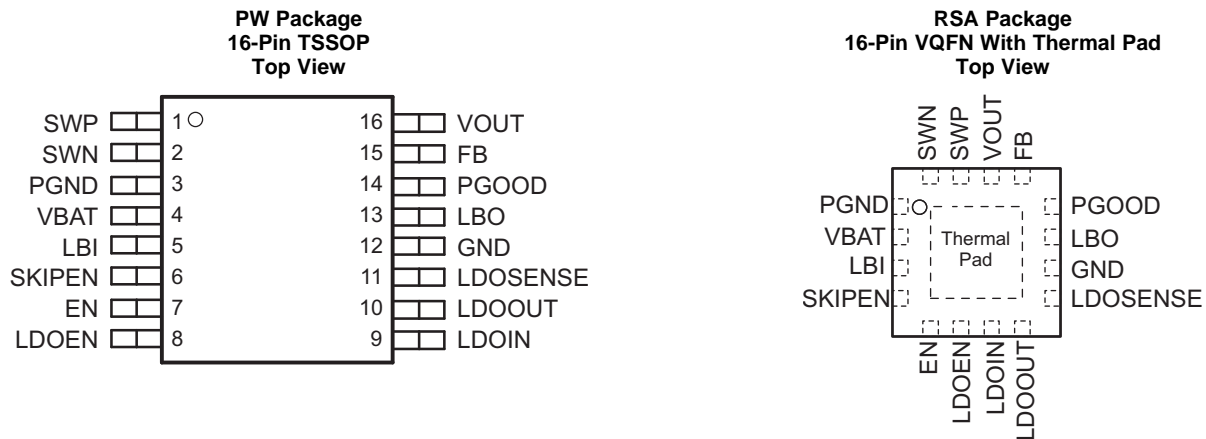 PW Package
16-Pin TSSOP
Top View
SWP 1 16 VOUT
SWN 2 15 FB
PGND 3 14 PGOOD
VBAT 4 13 LBO
LBI 5 12 GND
SKIPEN 6 11 LDOSENSE
EN 7 10 LDOOUT
LDOEN 8 9 LDOIN
RSA Package
16-Pin VQFN With Thermal Pad
Top View
SWN
SWP
VOUT
FB
PGND
VBAT
LBI
SKIPEN
Thermal
Pad
PGOOD
LBO
GND
LDOSENSE
EN
LDOEN
LDOIN
LDOOUT